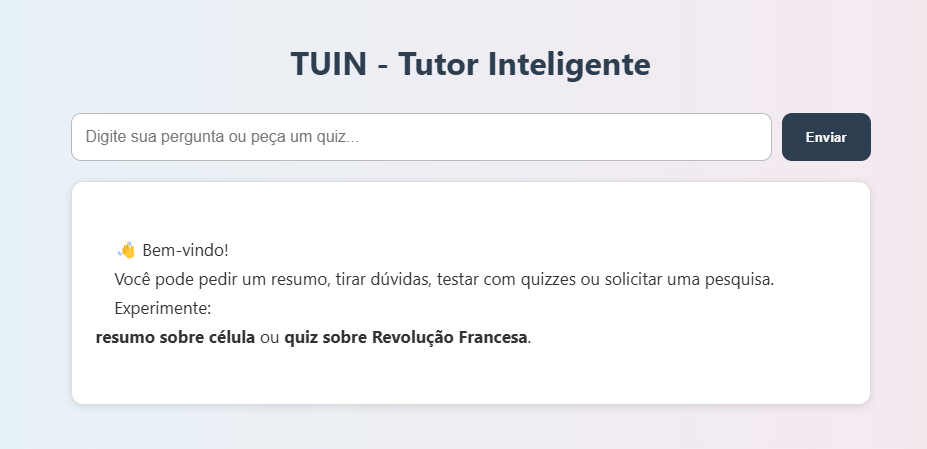 TUIN - Tutor Inteligente
Digite sua pergunta ou peça um quiz...
Enviar
👋 Bem-vindo!
Você pode pedir um resumo, tirar dúvidas, testar com quizzes ou solicitar uma pesquisa.
Experimente:
resumo sobre célula ou quiz sobre Revolução Francesa.